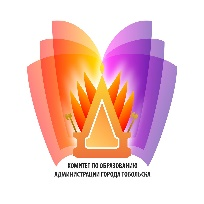 КОМИТЕТ ПО ОБРАЗОВАНИЮ
АДМИНИСТРАЦИИ ГОРОДА ТОБОЛЬСКА